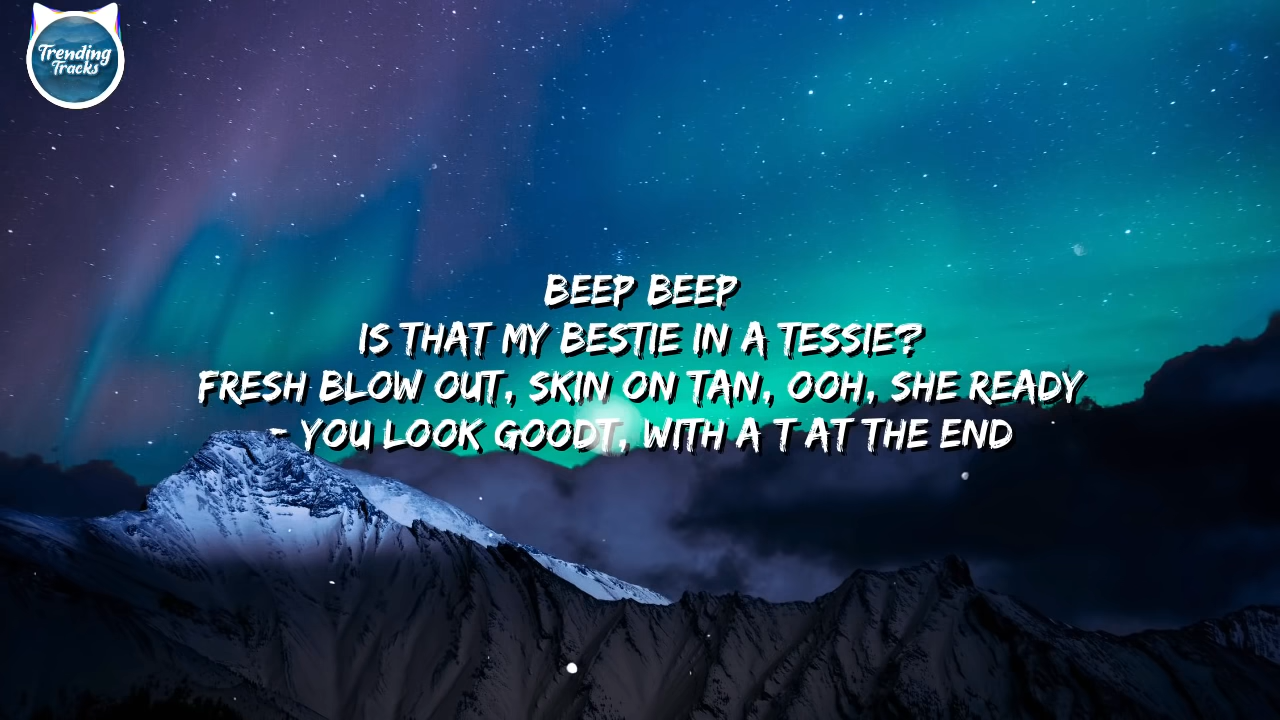 Trending
Tracks
BEEP BEEP
IS THAT MY BESTIE IN A TESSIE?
FRESH BLOW OUT, SKIN ON TAN, OOH, SHE READY
- YOU LOOK GOODT, WITH A T AT THE END